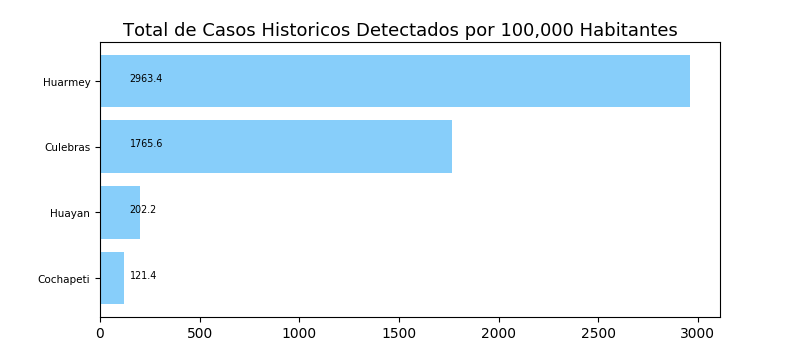 Total de Casos Historicos Detectados por 100,000 Habitantes
Huarmey 2963.4
Culebras 1765.6
Huayan 202.2
Cochapeti 121.4
0 500 1000 1500 2000 2500 3000